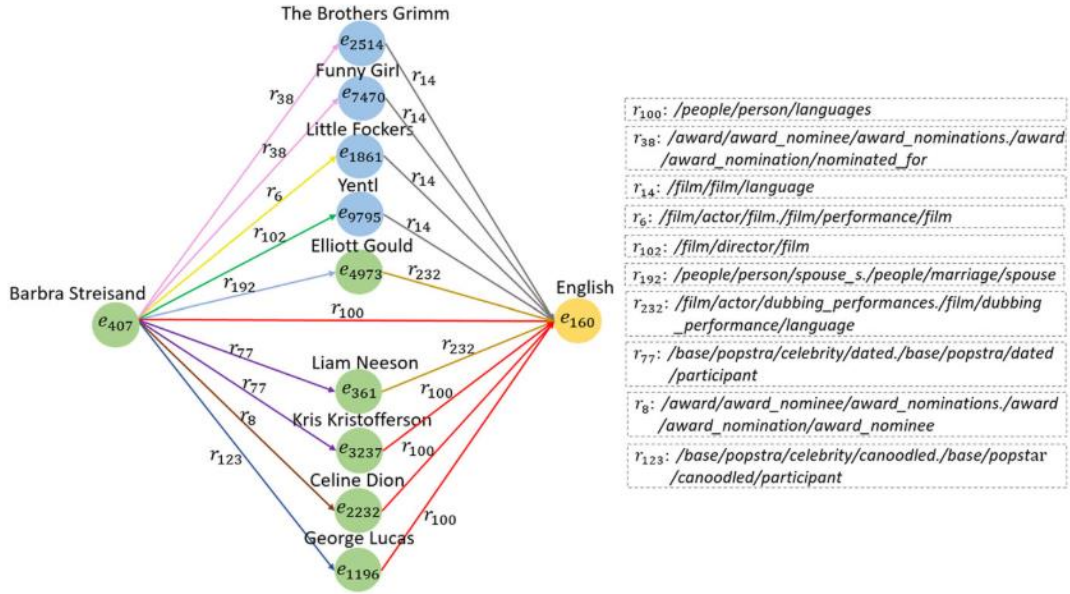 The Brothers Grimm
e2514
r14
Funny Girl
r38
e7470
r14
Little Fockers
r38
e1861
r14
r6
Yentl
r102
e9795
r14
Elliott Gould
r192
e4973
r232
Barbra Streisand
e407
r100
English
e160
r77
Liam Neeson
r232
e361
r77
Kris Kristofferson
r100
r8
e3237
r100
r123
Celine Dion
e2232
r100
George Lucas
e1196
r100: /people/person/languages
r38: /award/award_nominee/award_nominations./award
/award_nomination/nominated_for
r14: /film/film/language
r6: /film/actor/film./film/performance/film
r102: /film/director/film
r192: /people/person/spouse_s./people/marriage/spouse
r232: /film/actor/dubbing_performances./film/dubbing
_performance/language
r77: /base/popstra/celebrity/dated./base/popstra/dated
/participant
r8: /award/award_nominee/award_nominations./award
/award_nomination/award_nominee
r123: /base/popstra/celebrity/canoodled./base/popstar
/canoodled/participant